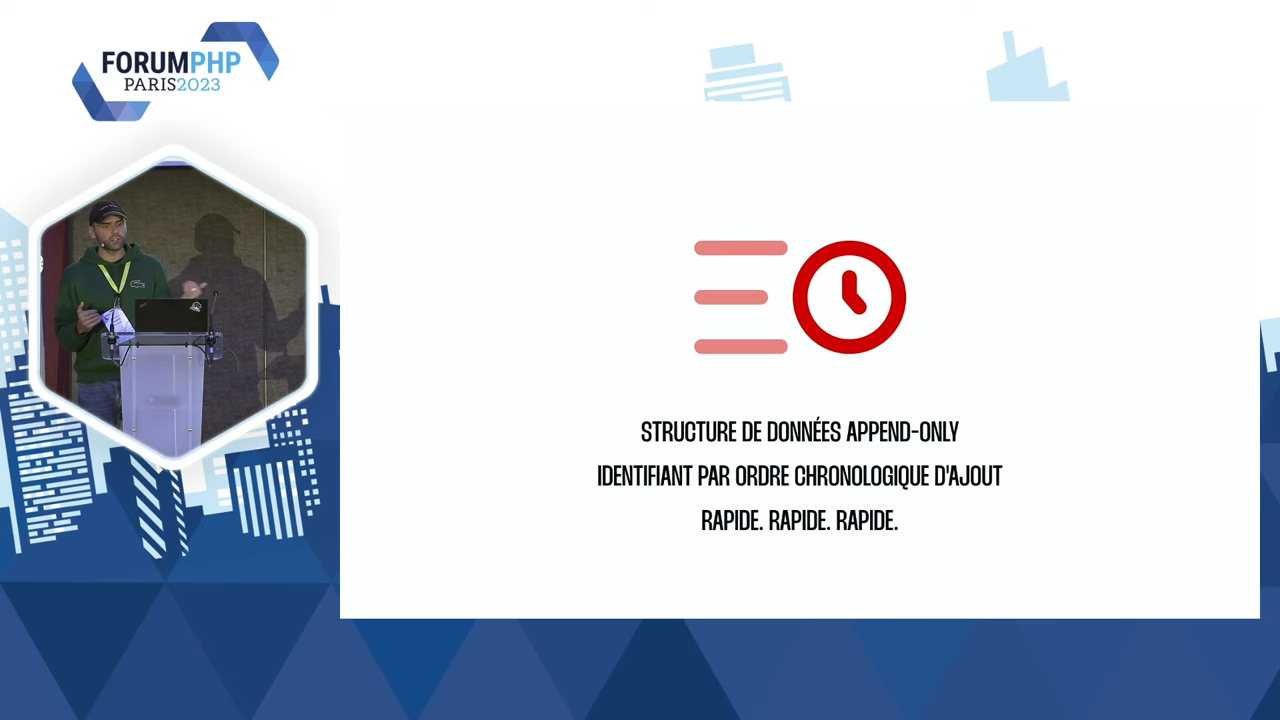 FORUMPHP
PARIS2023
STRUCTURE DE DONNÉES APPEND-ONLY
IDENTIFIANT PAR ORDRE CHRONOLOGIQUE D'AJOUT
RAPIDE. RAPIDE. RAPIDE.